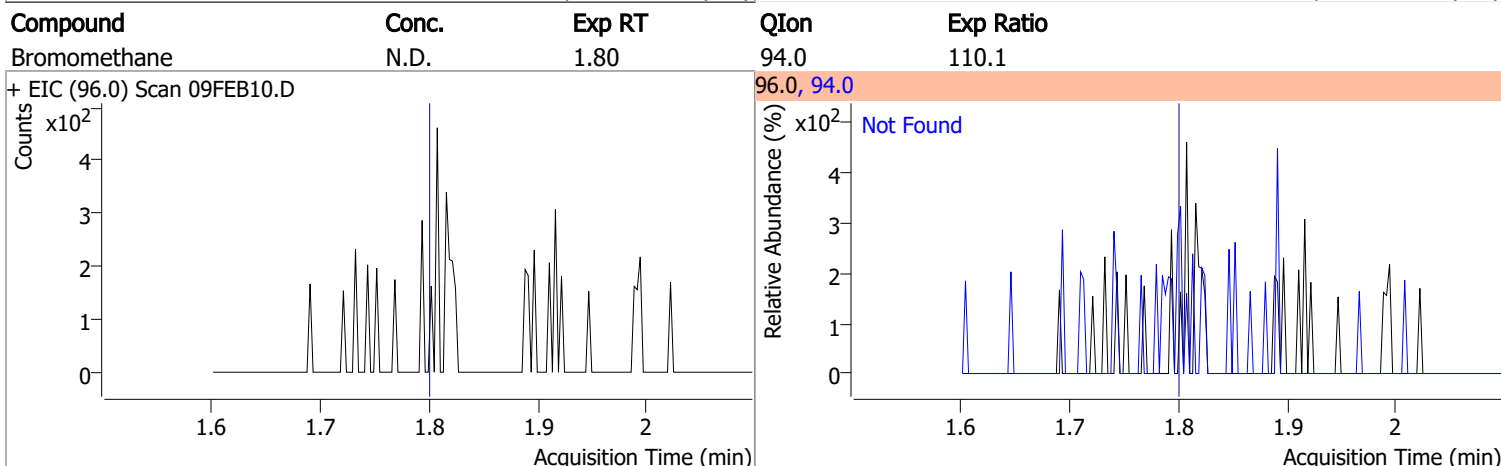 Compound Conc. Exp RT QIon Exp Ratio
Bromomethane N.D. 1.80 94.0 110.1
+ EIC (96.0) Scan 09FEB10.D
Counts
x10²
4
3
2
1
0
1.6 1.7 1.8 1.9 2
Acquisition Time (min)
96.0, 94.0
Relative Abundance (%)
x10²
Not Found
4
3
2
1
0
1.6 1.7 1.8 1.9 2
Acquisition Time (min)